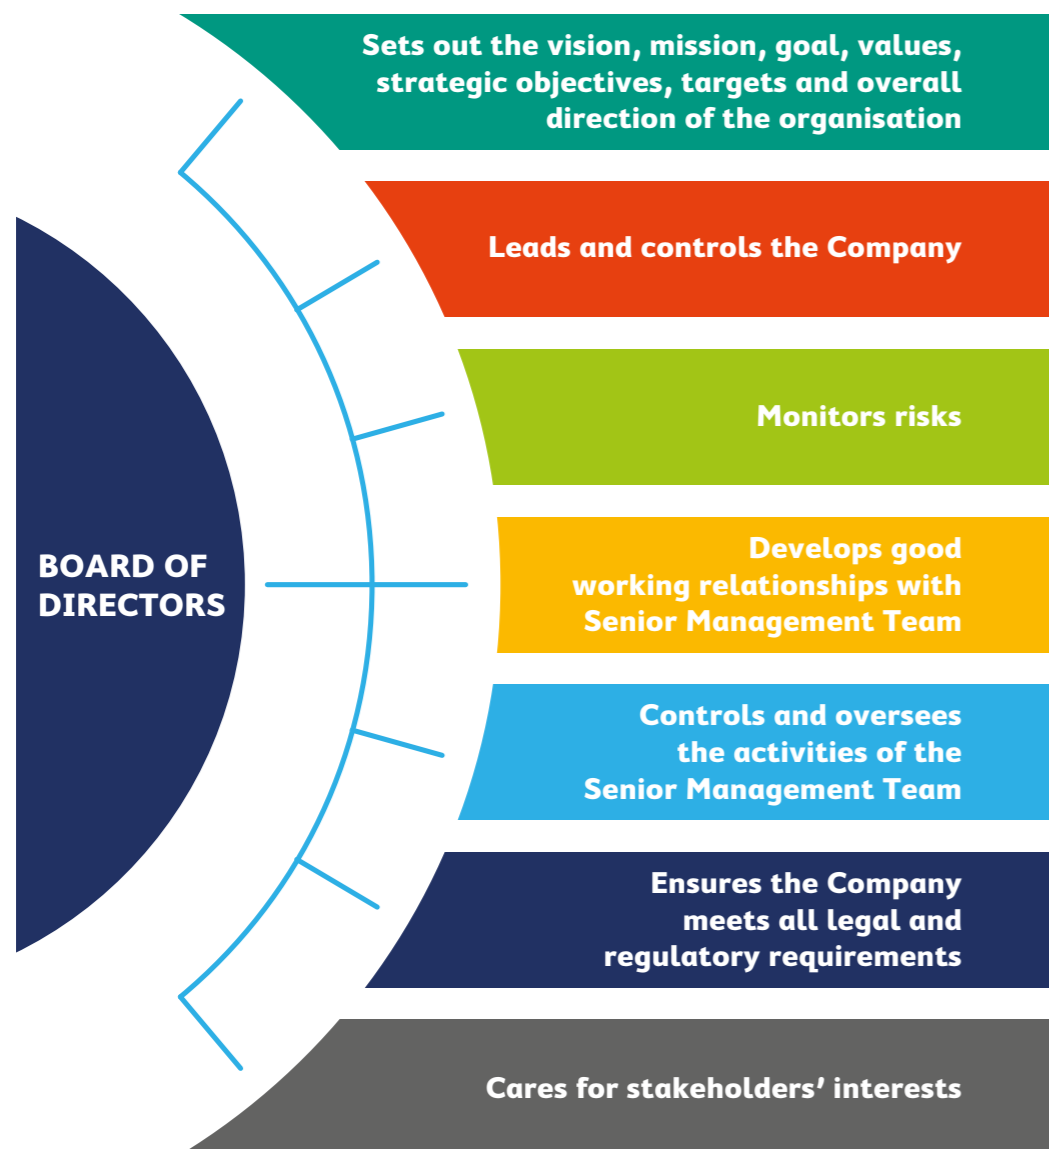 Sets out the vision, mission, goal, values,
strategic objectives, targets and overall
direction of the organisation
Leads and controls the Company
Monitors risks
BOARD OF
DIRECTORS
Develops good
working relationships with
Senior Management Team
Controls and oversees
the activities of the
Senior Management Team
Ensures the Company
meets all legal and
regulatory requirements
Cares for stakeholders’ interests